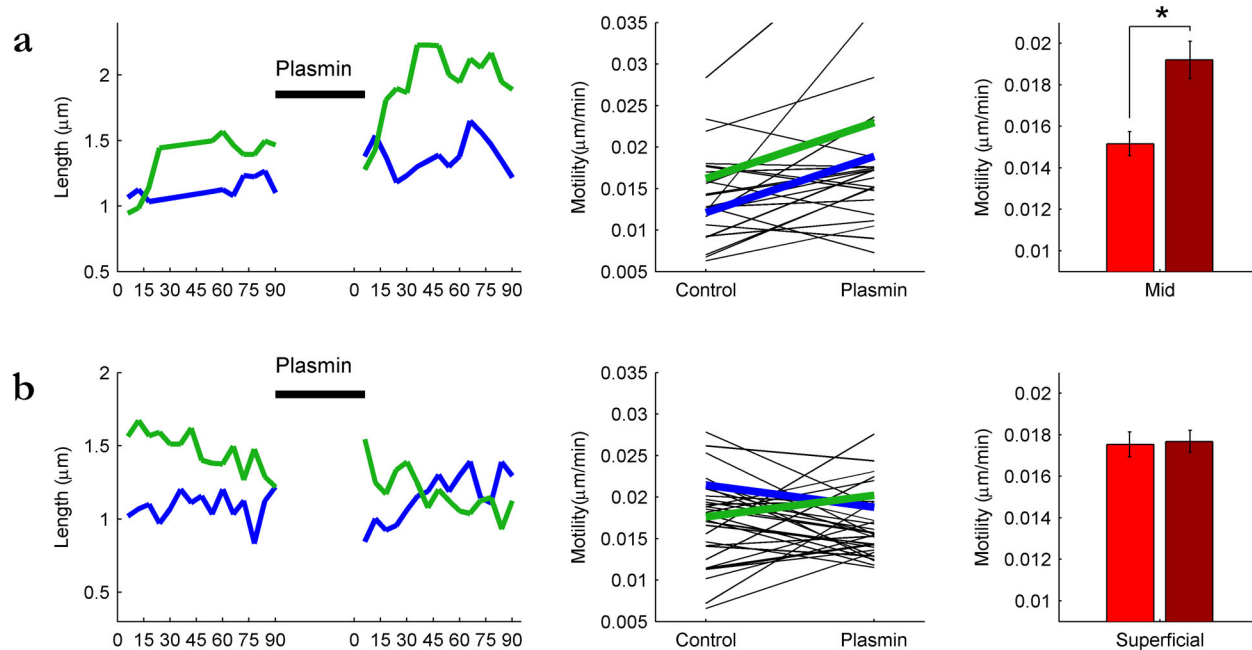 a
Length (μm)
2
1.5
1
0.5
Plasmin
0 15 30 45 60 75 90
0 15 30 45 60 75 90
Motility(μm/min)
0.035
0.03
0.025
0.02
0.015
0.01
0.005
Control Plasmin
Motility (μm/min)
0.02
0.018
0.016
0.014
0.012
0.01
*
Mid
b
Length (μm)
2
1.5
1
0.5
Plasmin
0 15 30 45 60 75 90
0 15 30 45 60 75 90
Motility(μm/min)
0.035
0.03
0.025
0.02
0.015
0.01
0.005
Control Plasmin
Motility (μm/min)
0.02
0.018
0.016
0.014
0.012
0.01
Superficial